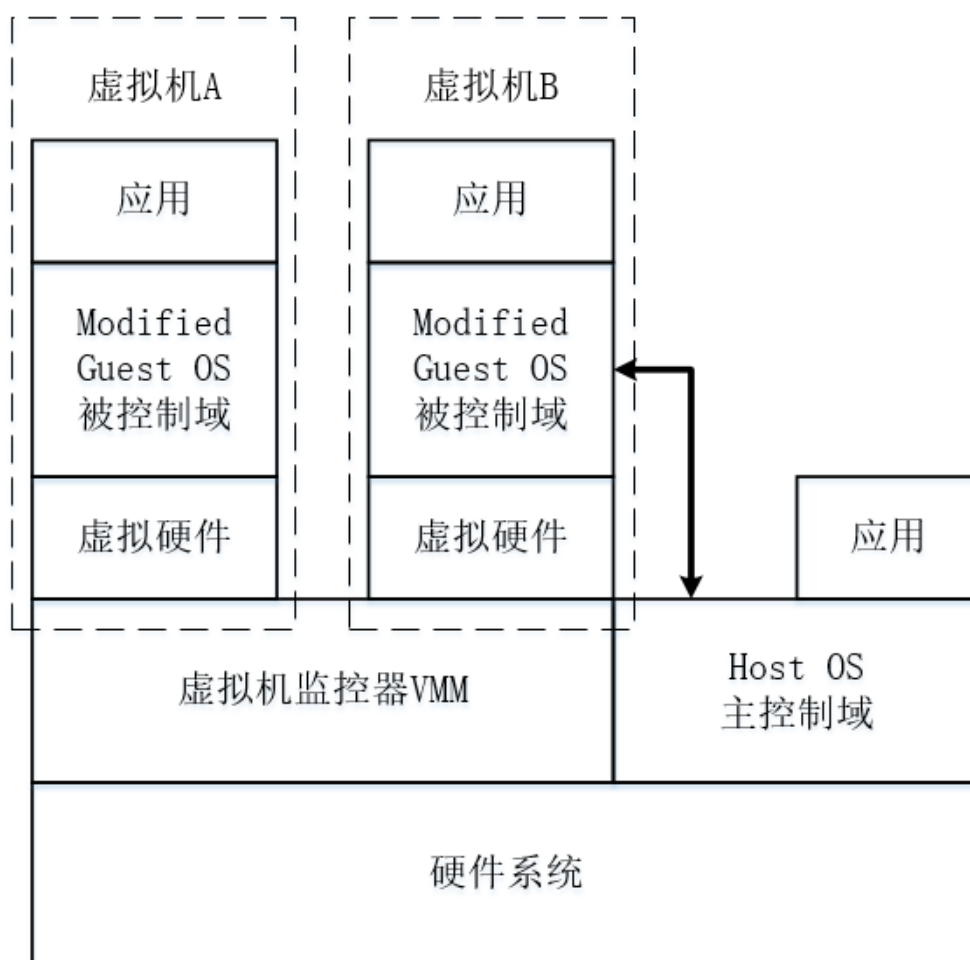 虚拟机A
应用
Modified
Guest OS
被控制域
虚拟硬件
虚拟机B
应用
Modified
Guest OS
被控制域
虚拟硬件
应用
虚拟机监控器VMM
Host OS
主控制域
硬件系统